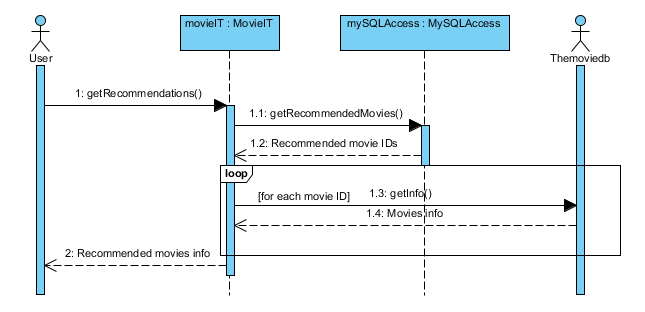 movieIT : MovieIT
mySQLAccess : MySQLAccess
User
Themoviedb
1: getRecommendations()
1.1: getRecommendedMovies()
1.2: Recommended movie IDs
loop
[for each movie ID]
1.3: getInfo()
1.4: Movies info
2: Recommended movies info